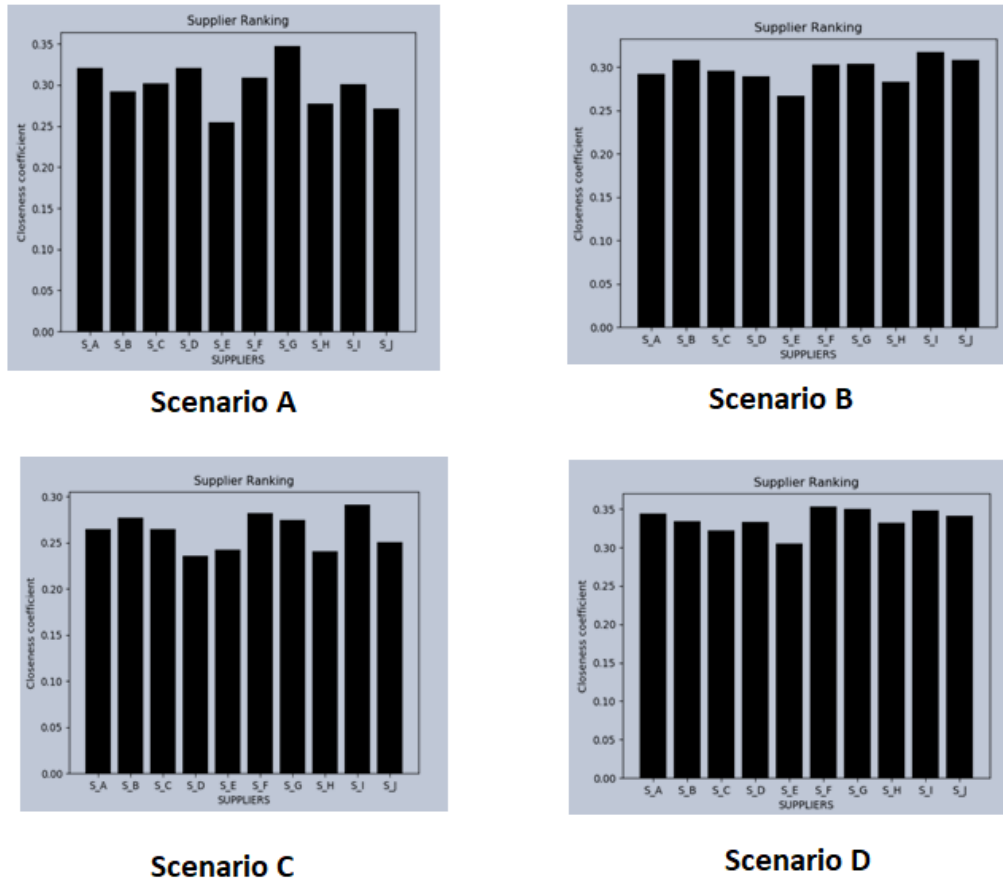 Supplier Ranking
0.35
0.30
0.25
0.20
0.15
0.10
0.05
0.00
Closeness coefficient
S_A S_B S_C S_D S_E S_F S_G S_H S_I S_J
SUPPLIERS
Scenario A
Supplier Ranking
0.30
0.25
0.20
0.15
0.10
0.05
0.00
Closeness coefficient
S_A S_B S_C S_D S_E S_F S_G S_H S_I S_J
SUPPLIERS
Scenario B
Supplier Ranking
0.30
0.25
0.20
0.15
0.10
0.05
0.00
Closeness coefficient
S_A S_B S_C S_D S_E S_F S_G S_H S_I S_J
SUPPLIERS
Scenario C
Supplier Ranking
0.35
0.30
0.25
0.20
0.15
0.10
0.05
0.00
Closeness coefficient
S_A S_B S_C S_D S_E S_F S_G S_H S_I S_J
SUPPLIERS
Scenario D